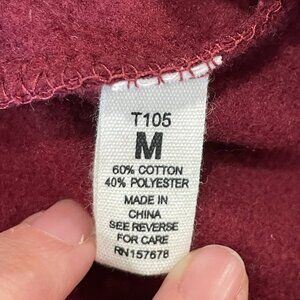 T105
M
60% COTTON
40% POLYESTER
MADE IN
CHINA
SEE REVERSE
FOR CARE
RN157678